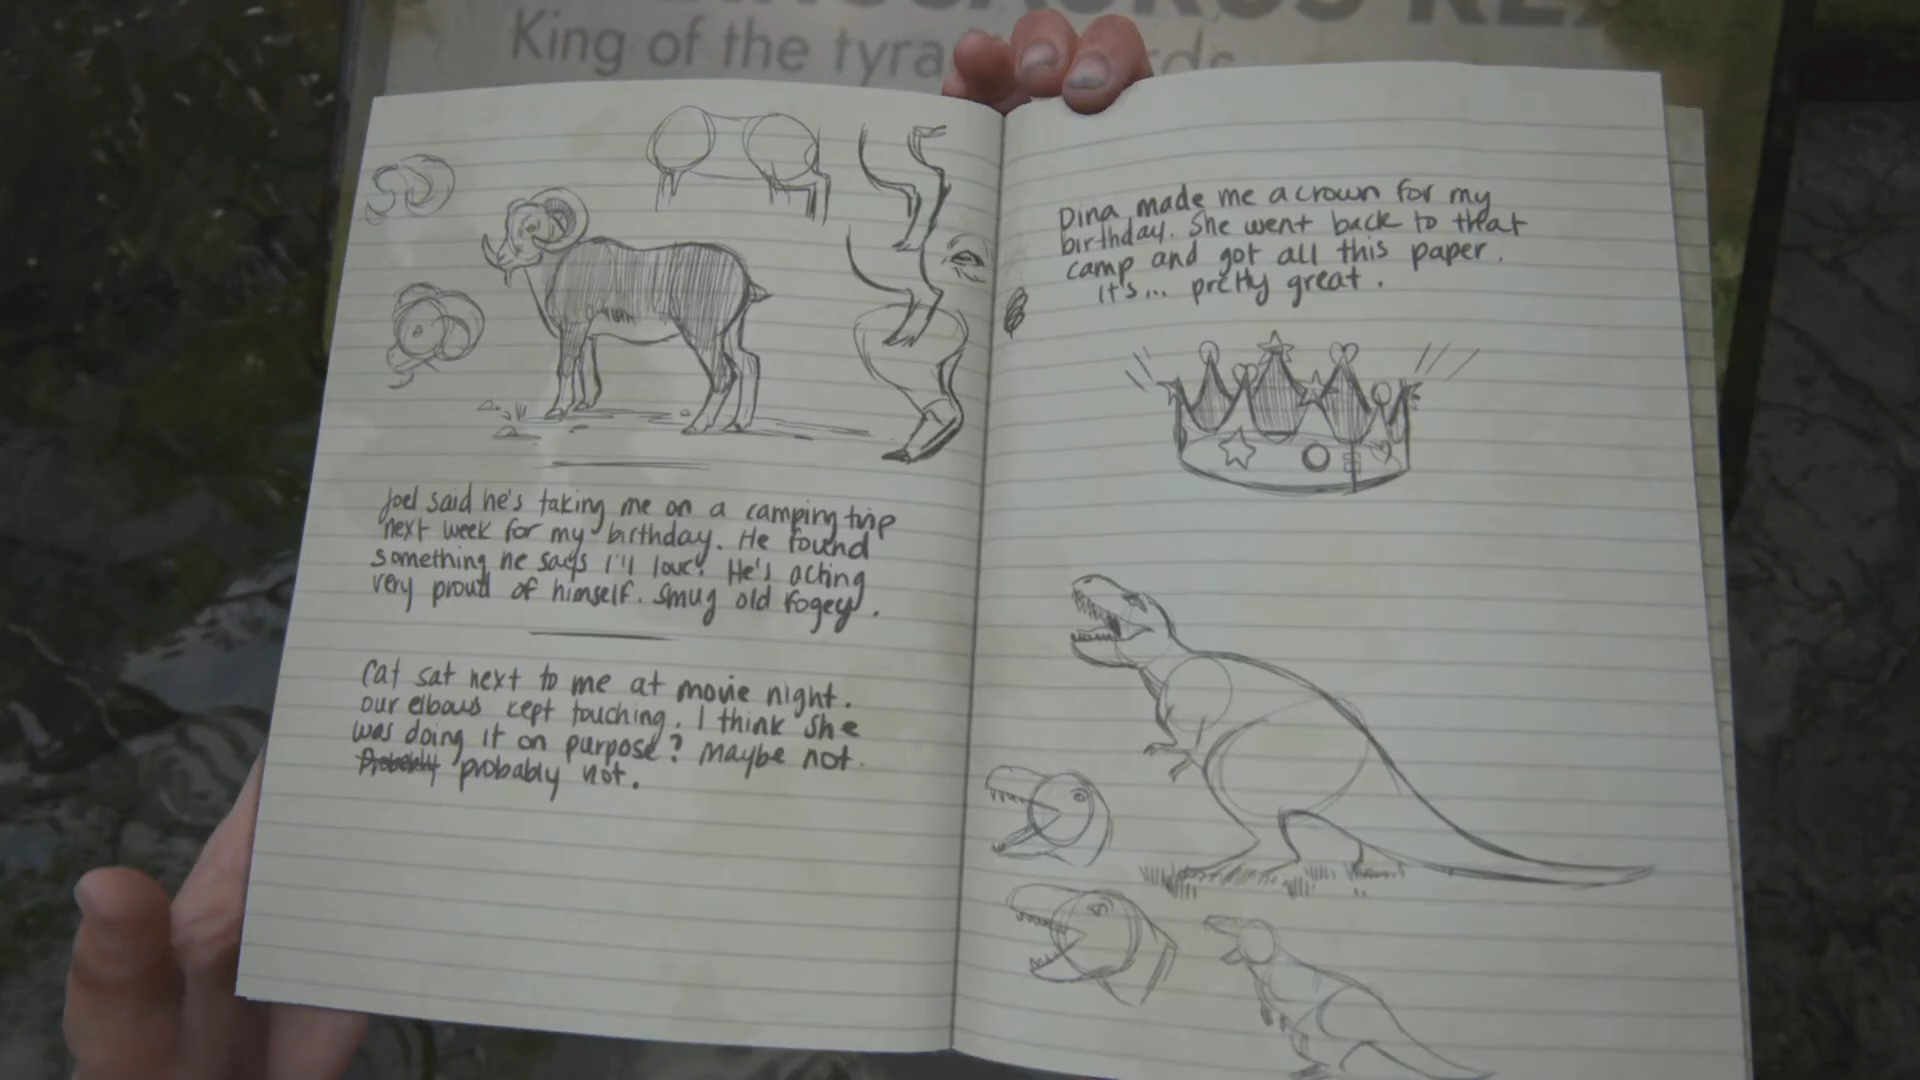 King of the tyra rds
Joel said he's taking me on a camping trip
next week for my birthday. He found
something he says I'll love. He's acting
very proud of himself. Smug old fogey.
Cat sat next to me at movie night.
our elbows kept touching. I think she
was doing it on purpose? Maybe not.
Probably probably not.
Dina made me a crown for my
birthday. She went back to that
camp and got all this paper.
It's... pretty great.